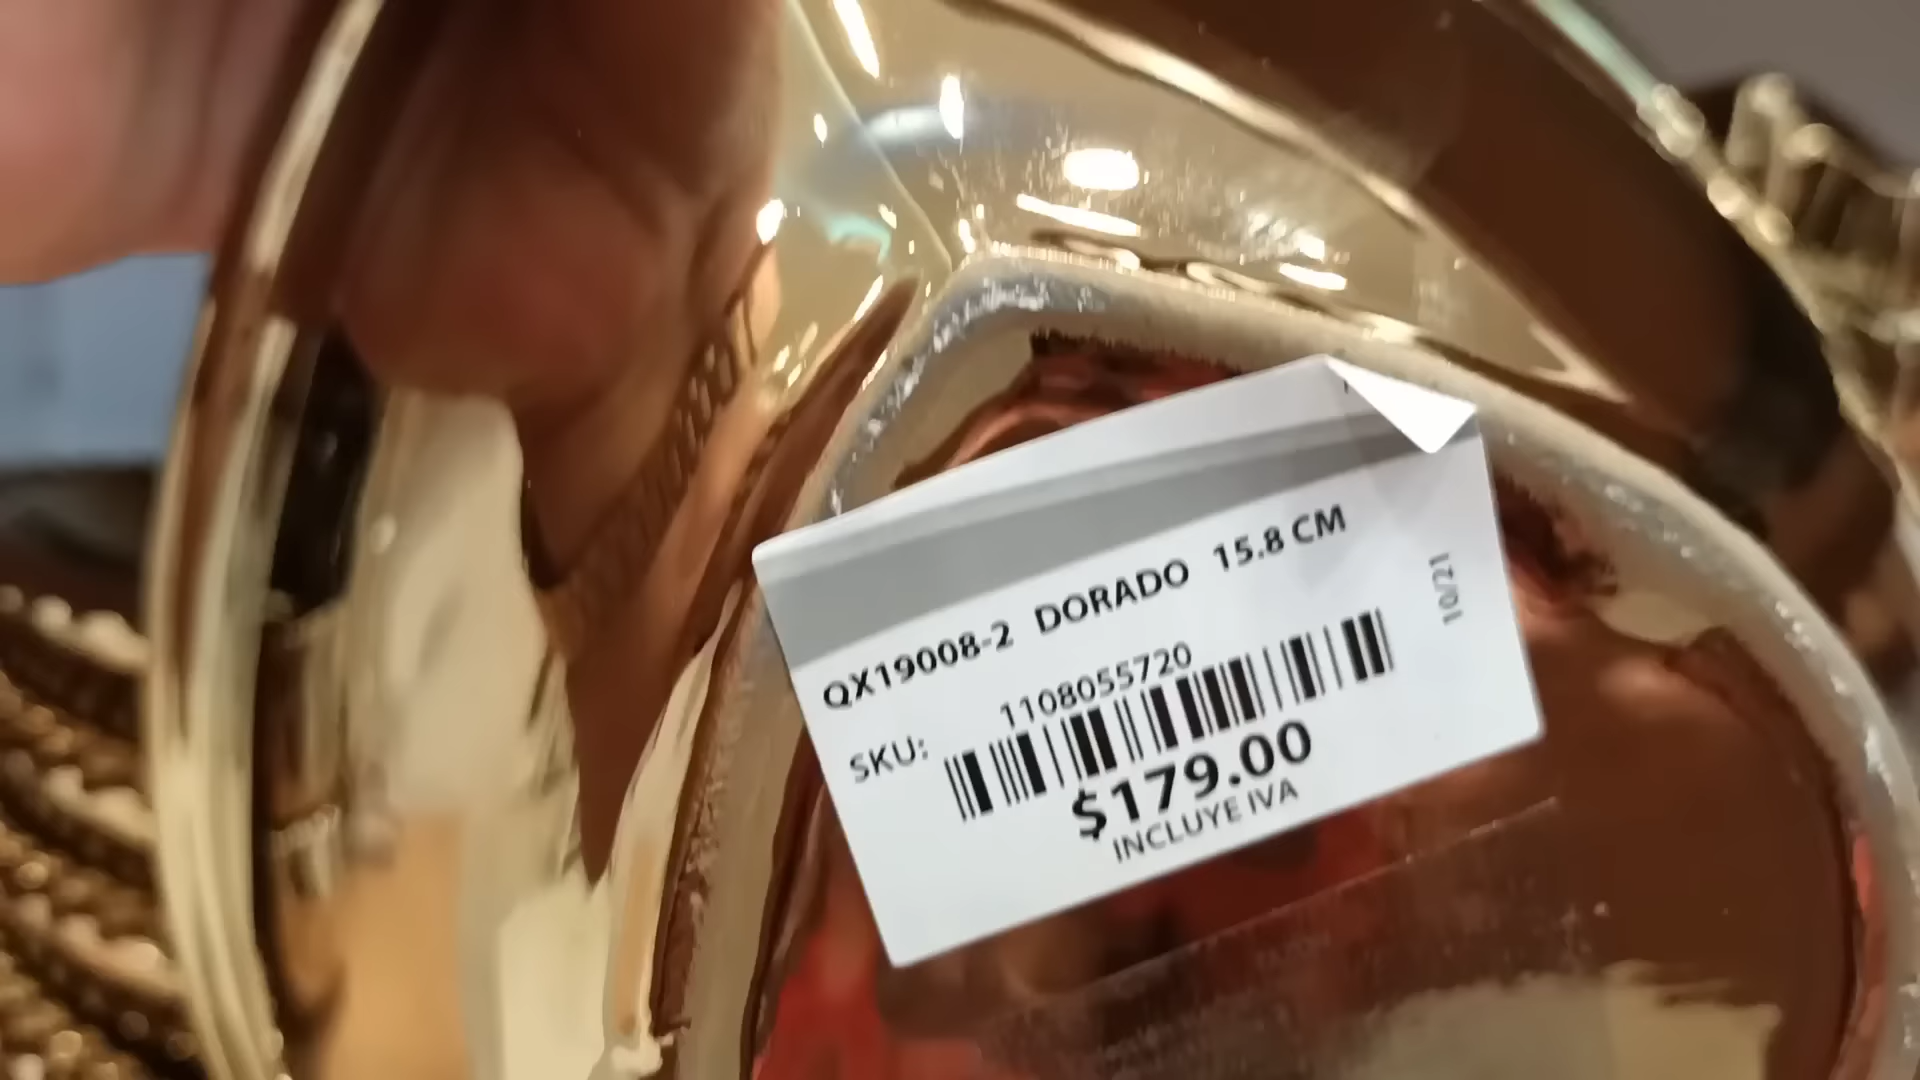 QX19008-2 DORADO 15.8 CM
10/21
1108055720
SKU:
$179.00
INCLUYE IVA